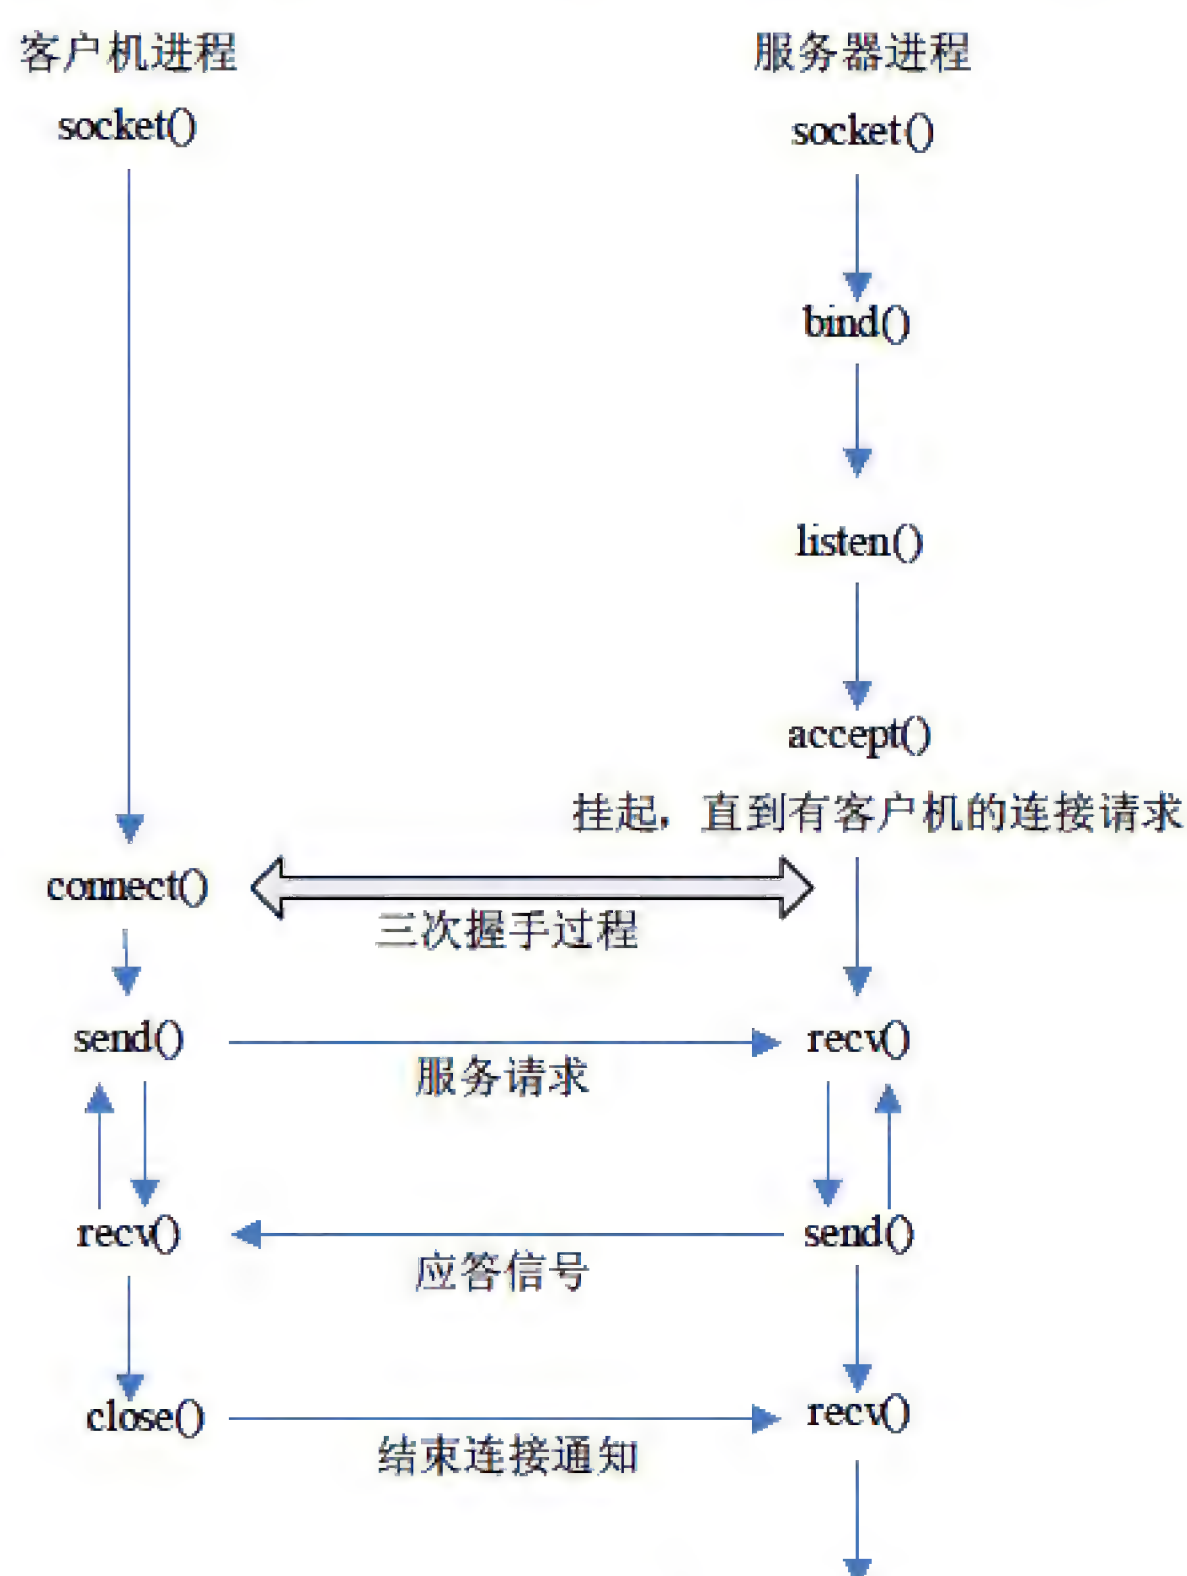 客户机进程 服务器进程
socket() socket()
bind()
listen()
accept()
挂起，直到有客户机的连接请求
connect()
三次握手过程
send() recv()
服务请求
recv() send()
应答信号
close() recv()
结束连接通知